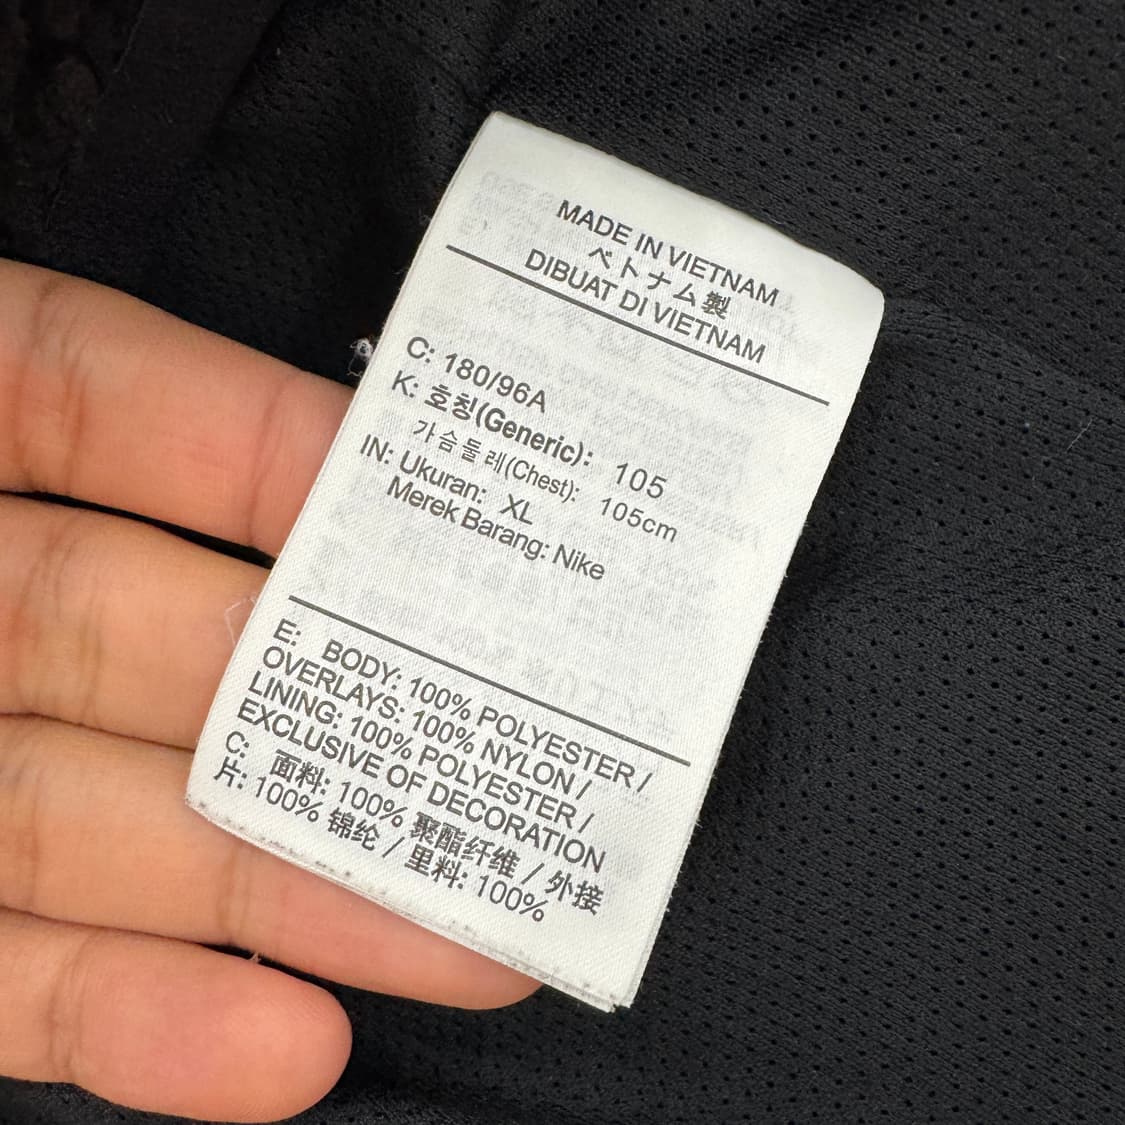 MADE IN VIETNAM
ベトナム製
DIBUAT DI VIETNAM
C: 180/96A
K: 호칭(Generic): 105
가슴둘레(Chest): 105cm
IN: Ukuran: XL
Merek Barang: Nike
E: BODY: 100% POLYESTER /
OVERLAYS: 100% NYLON /
LINING: 100% POLYESTER /
EXCLUSIVE OF DECORATION
C: 面料: 100% 聚酯纤维 / 外接
片: 100% 锦纶 / 里料: 100%